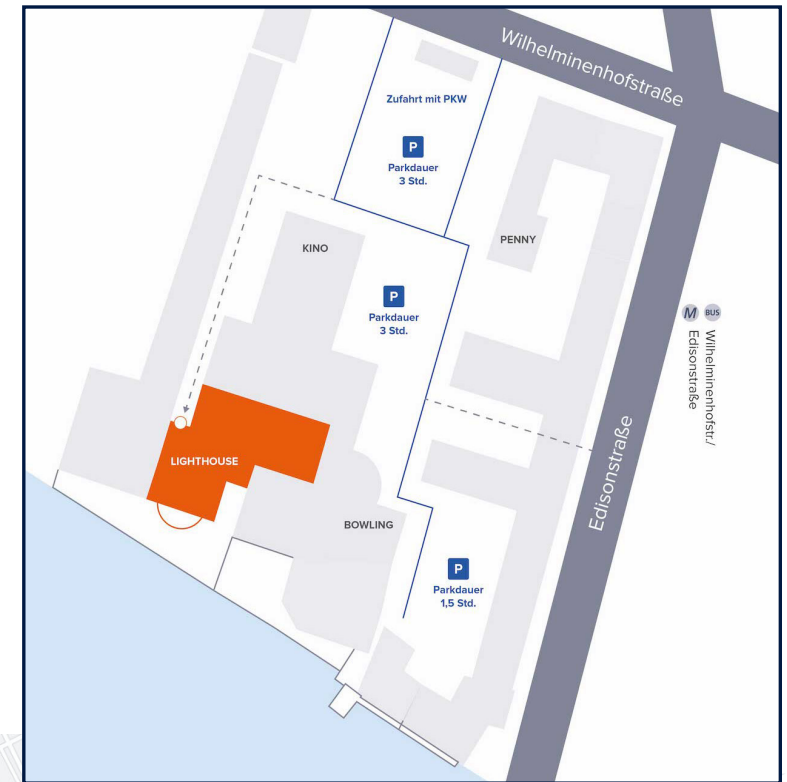 Wilhelminenhofstraße
Zufahrt mit PKW
P
Parkdauer
3 Std.
PENNY
KINO
P
Parkdauer
3 Std.
M BUS
Wilhelminenhofstr./
Edisonstraße
Edisonstraße
LIGHTHOUSE
BOWLING
P
Parkdauer
1,5 Std.